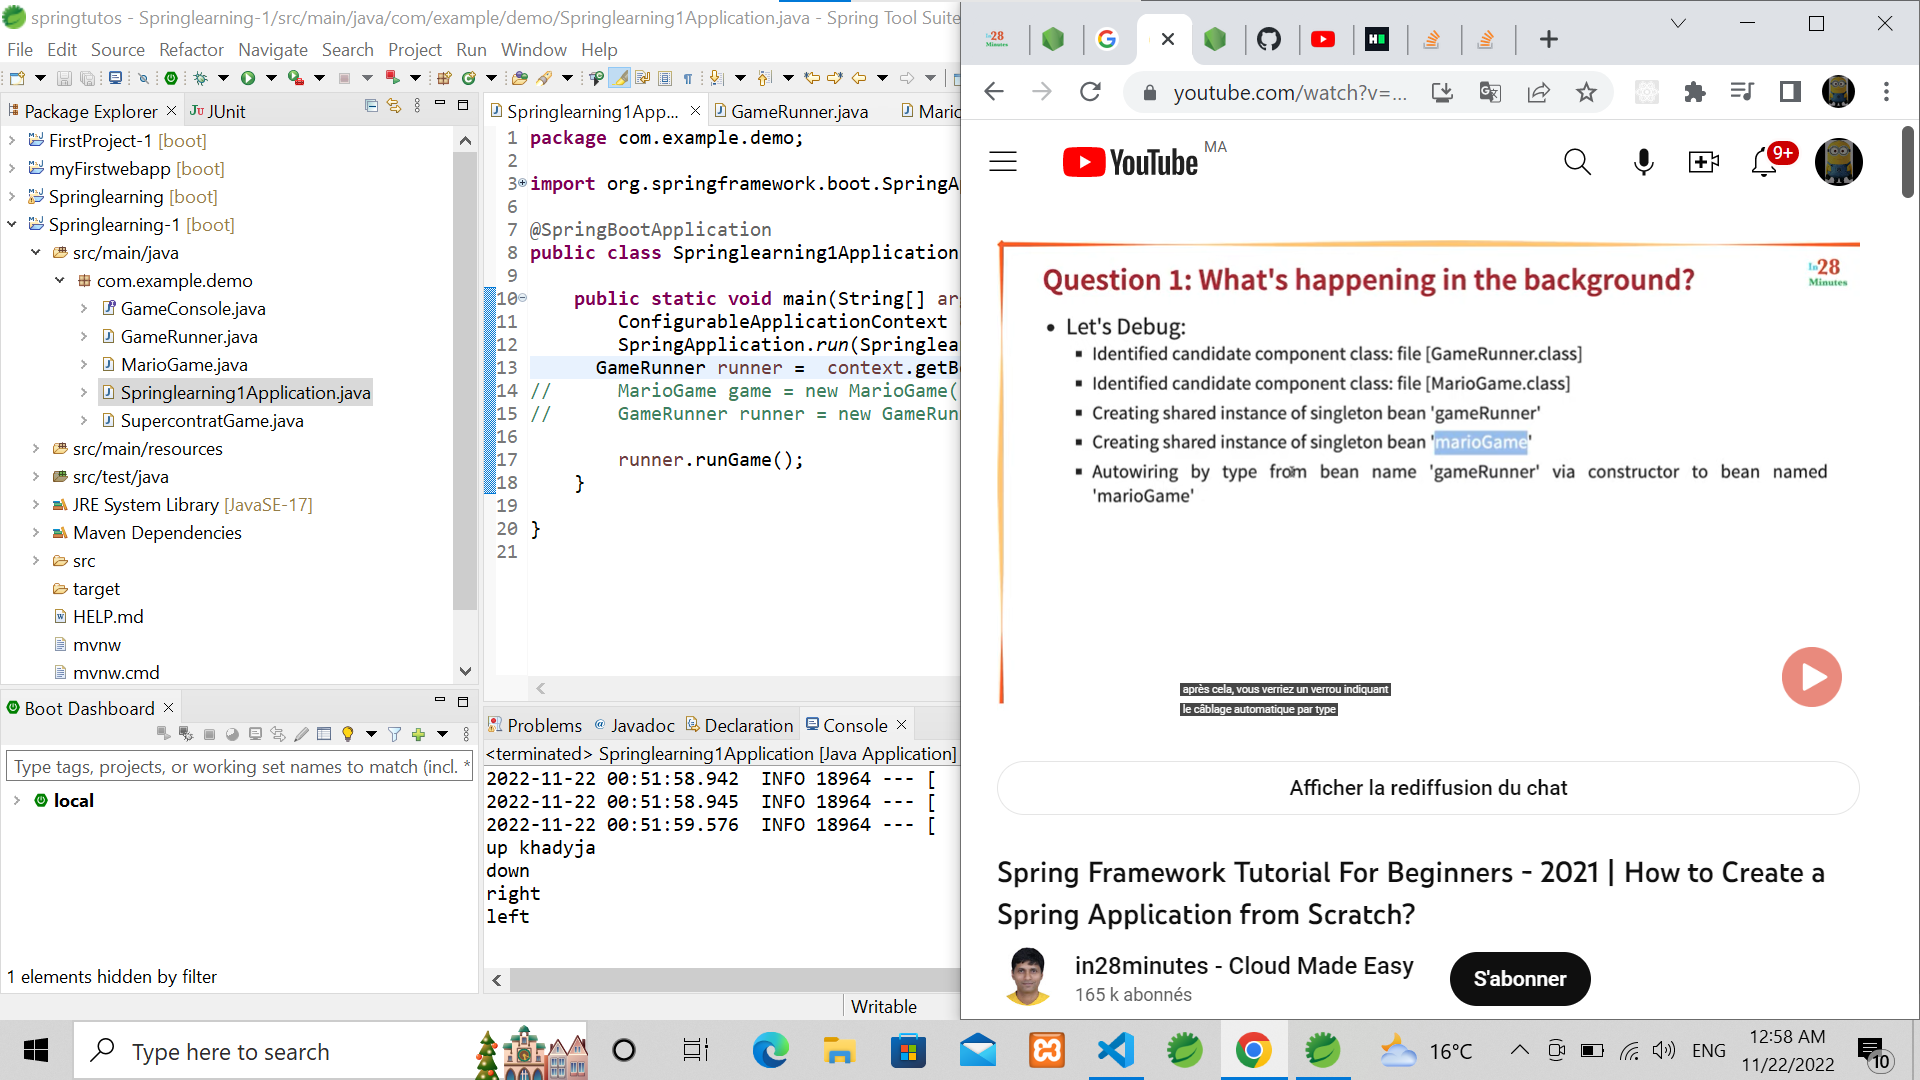 springtutos - Springlearning-1/src/main/java/com/example/demo/Springlearning1Application.java - Spring Tool Suite
File Edit Source Refactor Navigate Search Project Run Window Help
Package Explorer
JUnit
FirstProject-1 [boot]
myFirstwebapp [boot]
Springlearning [boot]
Springlearning-1 [boot]
src/main/java
com.example.demo
GameConsole.java
GameRunner.java
MarioGame.java
Springlearning1Application.java
SupercontratGame.java
src/main/resources
src/test/java
JRE System Library [JavaSE-17]
Maven Dependencies
src
target
HELP.md
mvnw
mvnw.cmd
Boot Dashboard
Type tags, projects, or working set names to match (incl. *
local
1 elements hidden by filter
Springlearning1App... GameRunner.java Mario
1 package com.example.demo;
2
3 import org.springframework.boot.SpringA
6
7 @SpringBootApplication
8 public class Springlearning1Application
9
10 public static void main(String[] ar
11 ConfigurableApplicationContext
12 SpringApplication.run(Springlea
13 GameRunner runner = context.getB
14 // MarioGame game = new MarioGame(
15 // GameRunner runner = new GameRun
16
17 runner.runGame();
18 }
19
20 }
21
Problems @ Javadoc Declaration Console
<terminated> Springlearning1Application [Java Application]
2022-11-22 00:51:58.942 INFO 18964 --- [
2022-11-22 00:51:58.945 INFO 18964 --- [
2022-11-22 00:51:59.576 INFO 18964 --- [
up khadyja
down
right
left
Writable
youtube.com/watch?v=...
YouTube MA
9+
Question 1: What's happening in the background?
In 28 Minutes
Let's Debug:
Identified candidate component class: file [GameRunner.class]
Identified candidate component class: file [MarioGame.class]
Creating shared instance of singleton bean 'gameRunner'
Creating shared instance of singleton bean 'marioGame'
Autowiring by type from bean name 'gameRunner' via constructor to bean named
'marioGame'
après cela, vous verriez un verrou indiquant
le câblage automatique par type
Afficher la rediffusion du chat
Spring Framework Tutorial For Beginners - 2021 | How to Create a
Spring Application from Scratch?
in28minutes - Cloud Made Easy
165 k abonnés
S'abonner
Type here to search
16°C
ENG
12:58 AM
11/22/2022
10